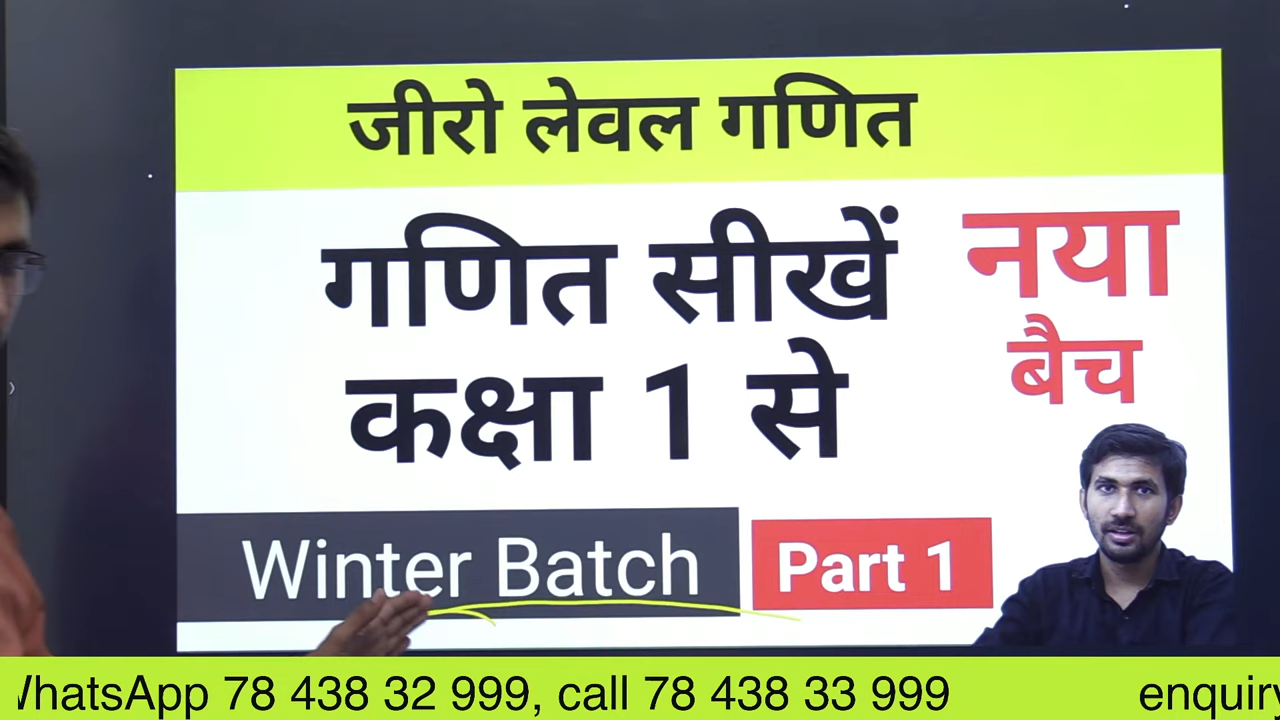 जीरो लेवल गणित
गणित सीखें
कक्षा 1 से
नया
बैच
Winter Batch
Part 1
WhatsApp 78 438 32 999, call 78 438 33 999
enquiry